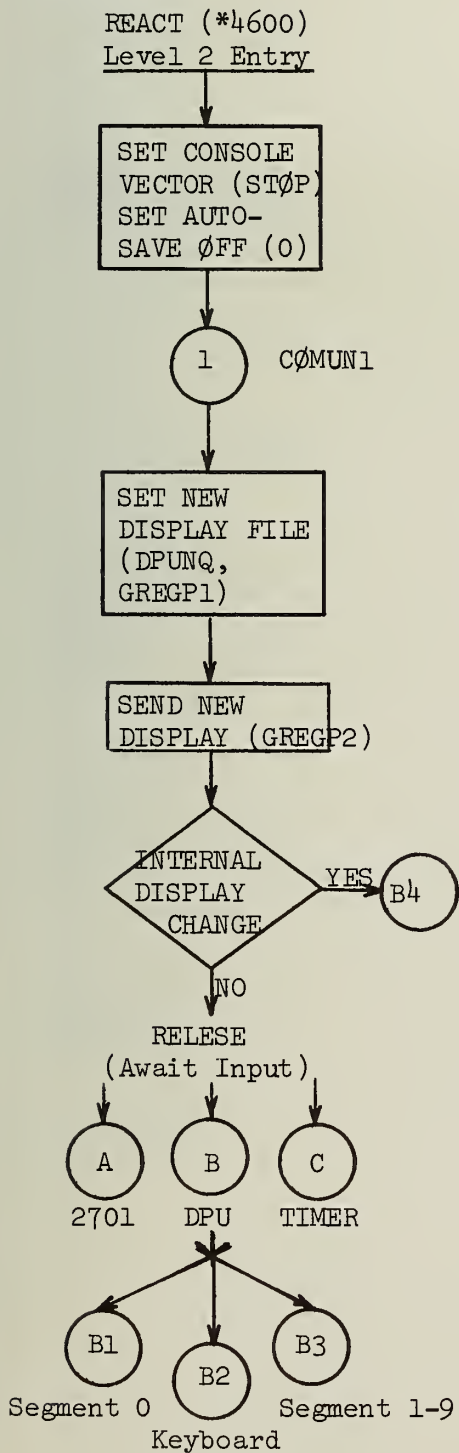 REACT (*4600)
Level 2 Entry
SET CONSOLE
VECTOR (STØP)
SET AUTO-
SAVE ØFF (0)
1 CØMUN1
SET NEW
DISPLAY FILE
(DPUNQ,
GREGP1)
SEND NEW
DISPLAY (GREGP2)
INTERNAL
DISPLAY
CHANGE
YES
B4
NO
RELESE
(Await Input)
A B C
2701 DPU TIMER
B1 B2 B3
Segment 0 Segment 1-9
Keyboard